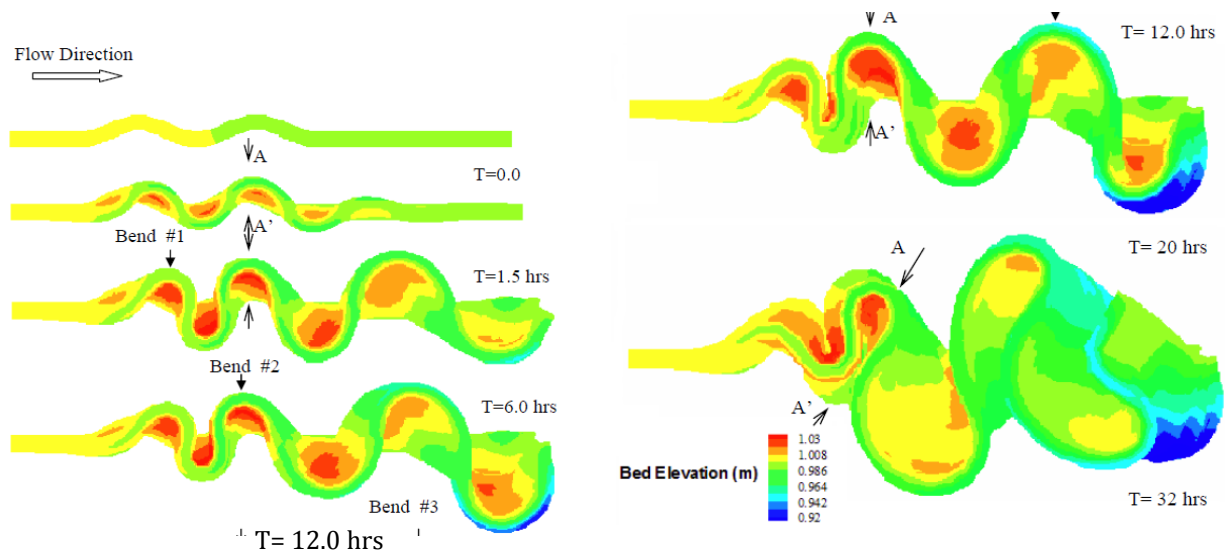 Flow Direction
A
T=0.0
A'
Bend #1
T=1.5 hrs
Bend #2
T=6.0 hrs
Bend #3
T= 12.0 hrs
A
T= 12.0 hrs
A'
T= 20 hrs
A
A'
1.03
1.008
0.986
0.964
0.942
0.92
Bed Elevation (m)
T= 32 hrs